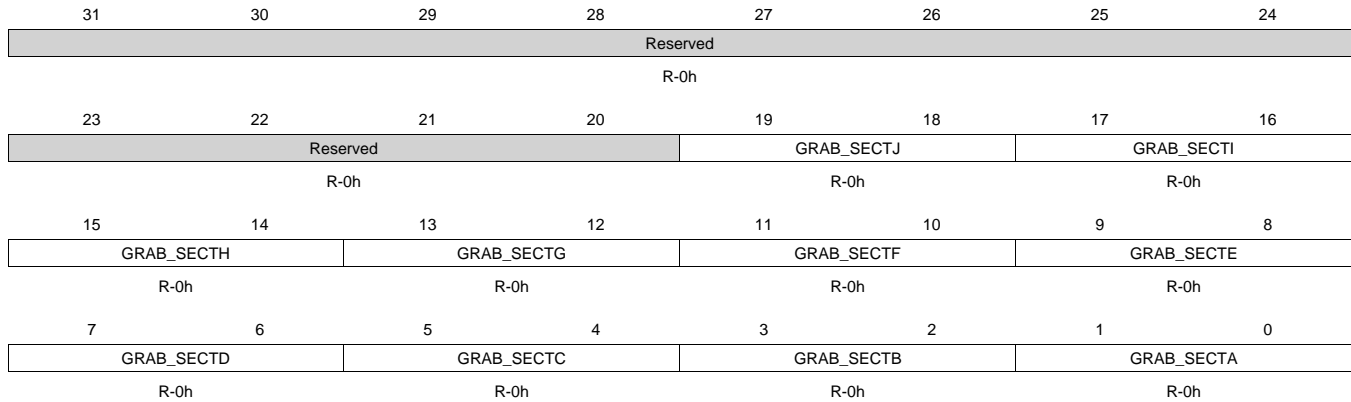 31 30 29 28 27 26 25 24
Reserved
R-0h
23 22 21 20 19 18 17 16
Reserved GRAB_SECTJ GRAB_SECTI
R-0h R-0h R-0h
15 14 13 12 11 10 9 8
GRAB_SECTH GRAB_SECTG GRAB_SECTF GRAB_SECTE
R-0h R-0h R-0h R-0h
7 6 5 4 3 2 1 0
GRAB_SECTD GRAB_SECTC GRAB_SECTB GRAB_SECTA
R-0h R-0h R-0h R-0h